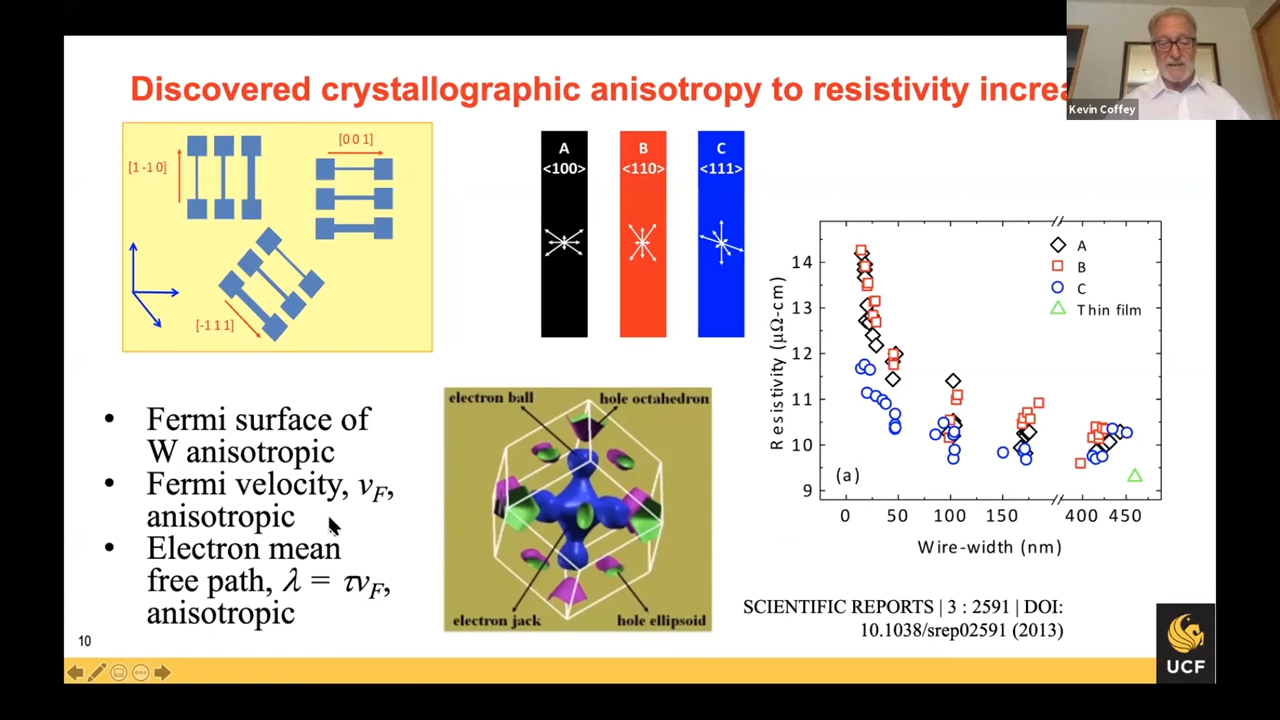 Discovered crystallographic anisotropy to resistivity increa
Kevin Coffey
[1 -1 0]
[0 0 1]
[-1 1 1]
A
<100>
B
<110>
C
<111>
Fermi surface of
W anisotropic
Fermi velocity, vF,
anisotropic
Electron mean
free path, λ = τvF,
anisotropic
electron ball
hole octahedron
electron jack
hole ellipsoid
Resistivity (μΩ-cm)
14
13
12
11
10
9
A
B
C
Thin film
(a)
0
50
100
150
400
450
Wire-width (nm)
SCIENTIFIC REPORTS | 3 : 2591 | DOI:
10.1038/srep02591 (2013)
10
UCF